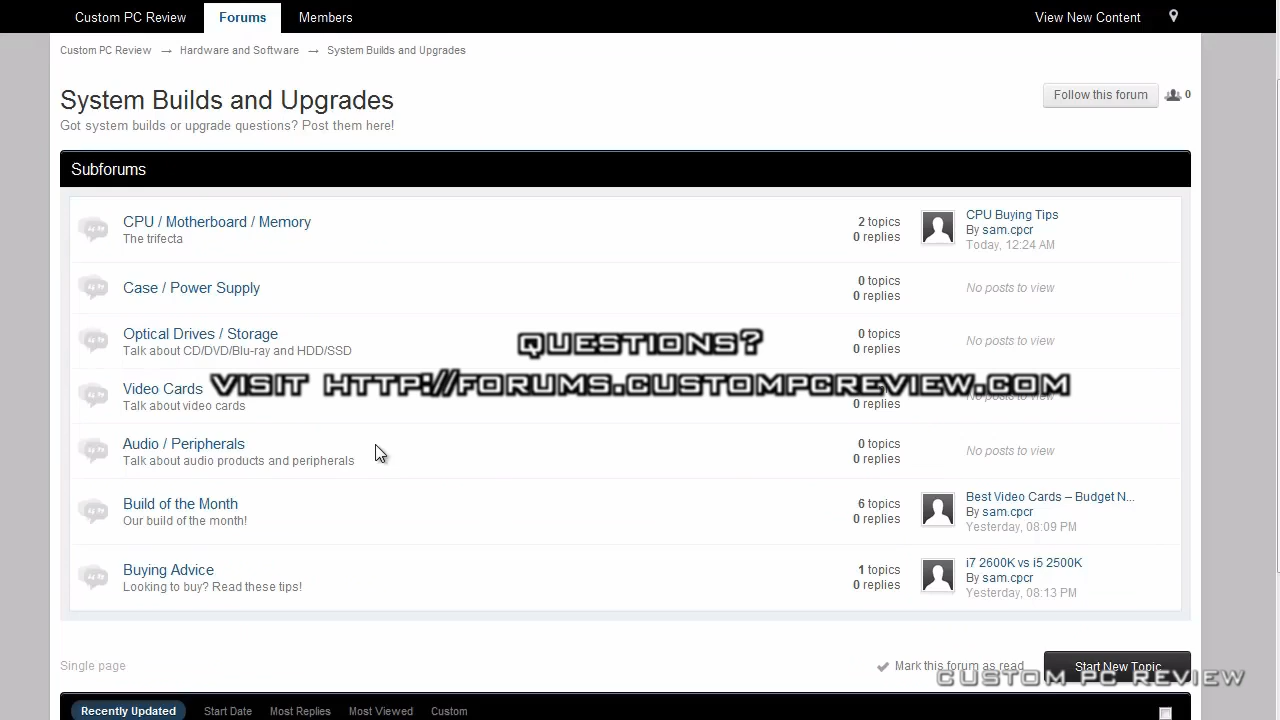 Custom PC Review Forums Members View New Content
Custom PC Review → Hardware and Software → System Builds and Upgrades
System Builds and Upgrades
Follow this forum 0
Got system builds or upgrade questions? Post them here!
Subforums
CPU / Motherboard / Memory
The trifecta
2 topics
0 replies
CPU Buying Tips
By sam.cpcr
Today, 12:24 AM
Case / Power Supply
0 topics
0 replies
No posts to view
Optical Drives / Storage
Talk about CD/DVD/Blu-ray and HDD/SSD
0 topics
0 replies
No posts to view
QUESTIONS?
VISIT HTTP://FORUMS.CUSTOMPCREVIEW.COM
Video Cards
Talk about video cards
0 replies
No posts to view
Audio / Peripherals
Talk about audio products and peripherals
0 topics
0 replies
No posts to view
Build of the Month
Our build of the month!
6 topics
0 replies
Best Video Cards – Budget N...
By sam.cpcr
Yesterday, 08:09 PM
Buying Advice
Looking to buy? Read these tips!
1 topics
0 replies
i7 2600K vs i5 2500K
By sam.cpcr
Yesterday, 08:13 PM
Single page
Mark this forum as read
Start New Topic
CUSTOM PC REVIEW
Recently Updated Start Date Most Replies Most Viewed Custom